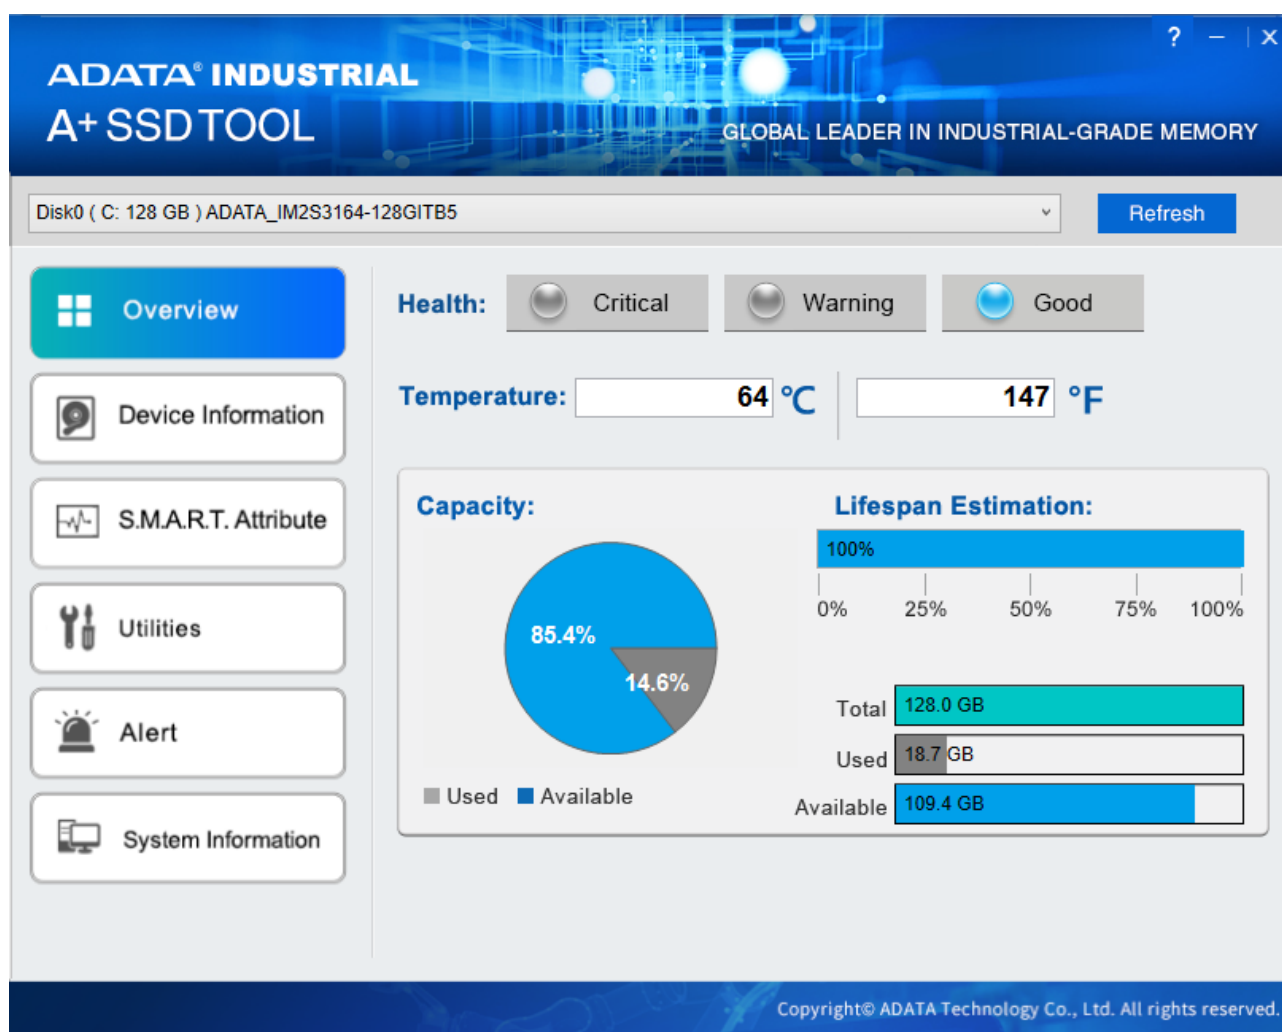 ? — | X
ADATA® INDUSTRIAL
A+ SSD TOOL
GLOBAL LEADER IN INDUSTRIAL-GRADE MEMORY
Disk0 ( C: 128 GB ) ADATA_IM2S3164-128GITB5
Refresh
Overview
Device Information
S.M.A.R.T. Attribute
Utilities
Alert
System Information
Health: Critical Warning Good
Temperature: 64 °C 147 °F
Capacity:
85.4%
14.6%
Used Available
Lifespan Estimation:
100%
0% 25% 50% 75% 100%
Total 128.0 GB
Used 18.7 GB
Available 109.4 GB
Copyright© ADATA Technology Co., Ltd. All rights reserved.